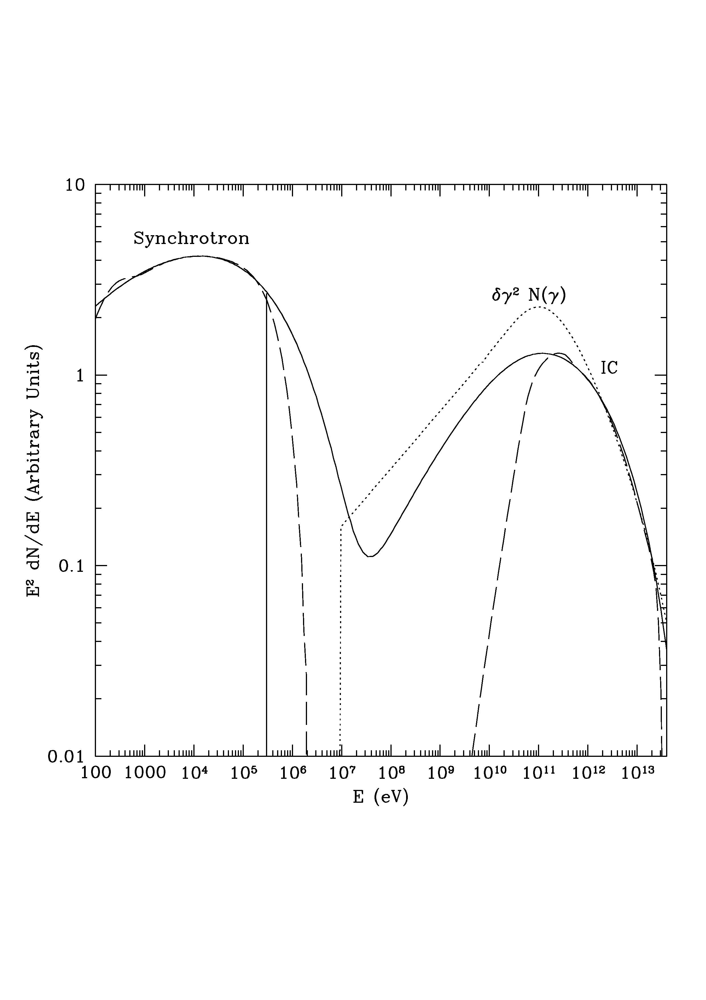 10
Synchrotron
δγ² N(γ)
IC
1
E² dN/dE (Arbitrary Units)
0.1
0.01
100 1000 10⁴ 10⁵ 10⁶ 10⁷ 10⁸ 10⁹ 10¹⁰ 10¹¹ 10¹² 10¹³
E (eV)